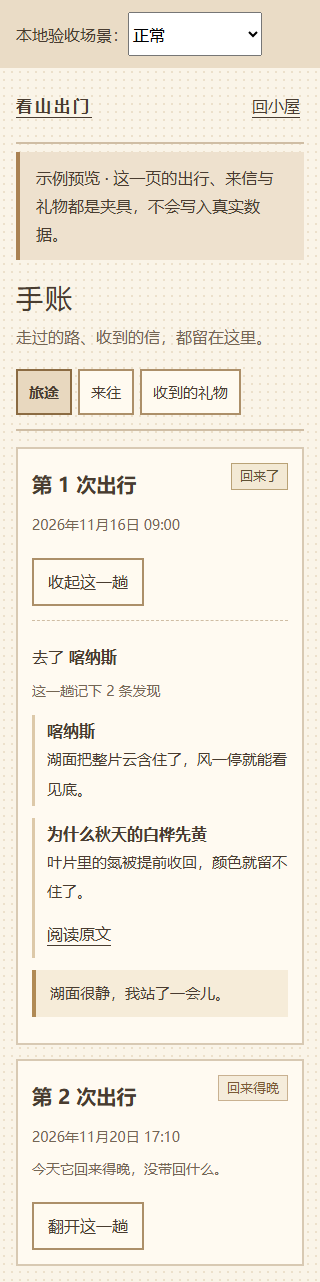 本地验收场景：
正常
看山出门
回小屋
示例预览 · 这一页的出行、来信与
礼物都是夹具，不会写入真实数
据。
手账
走过的路、收到的信，都留在这里。
旅途
来往
收到的礼物
第 1 次出行
回来了
2026年11月16日 09:00
收起这一趟
去了 喀纳斯
这一趟记下 2 条发现
喀纳斯
湖面把整片云含住了，风一停就能看
见底。
为什么秋天的白桦先黄
叶片里的氮被提前收回，颜色就留不
住了。
阅读原文
湖面很静，我站了一会儿。
第 2 次出行
回来得晚
2026年11月20日 17:10
今天它回来得晚，没带回什么。
翻开这一趟